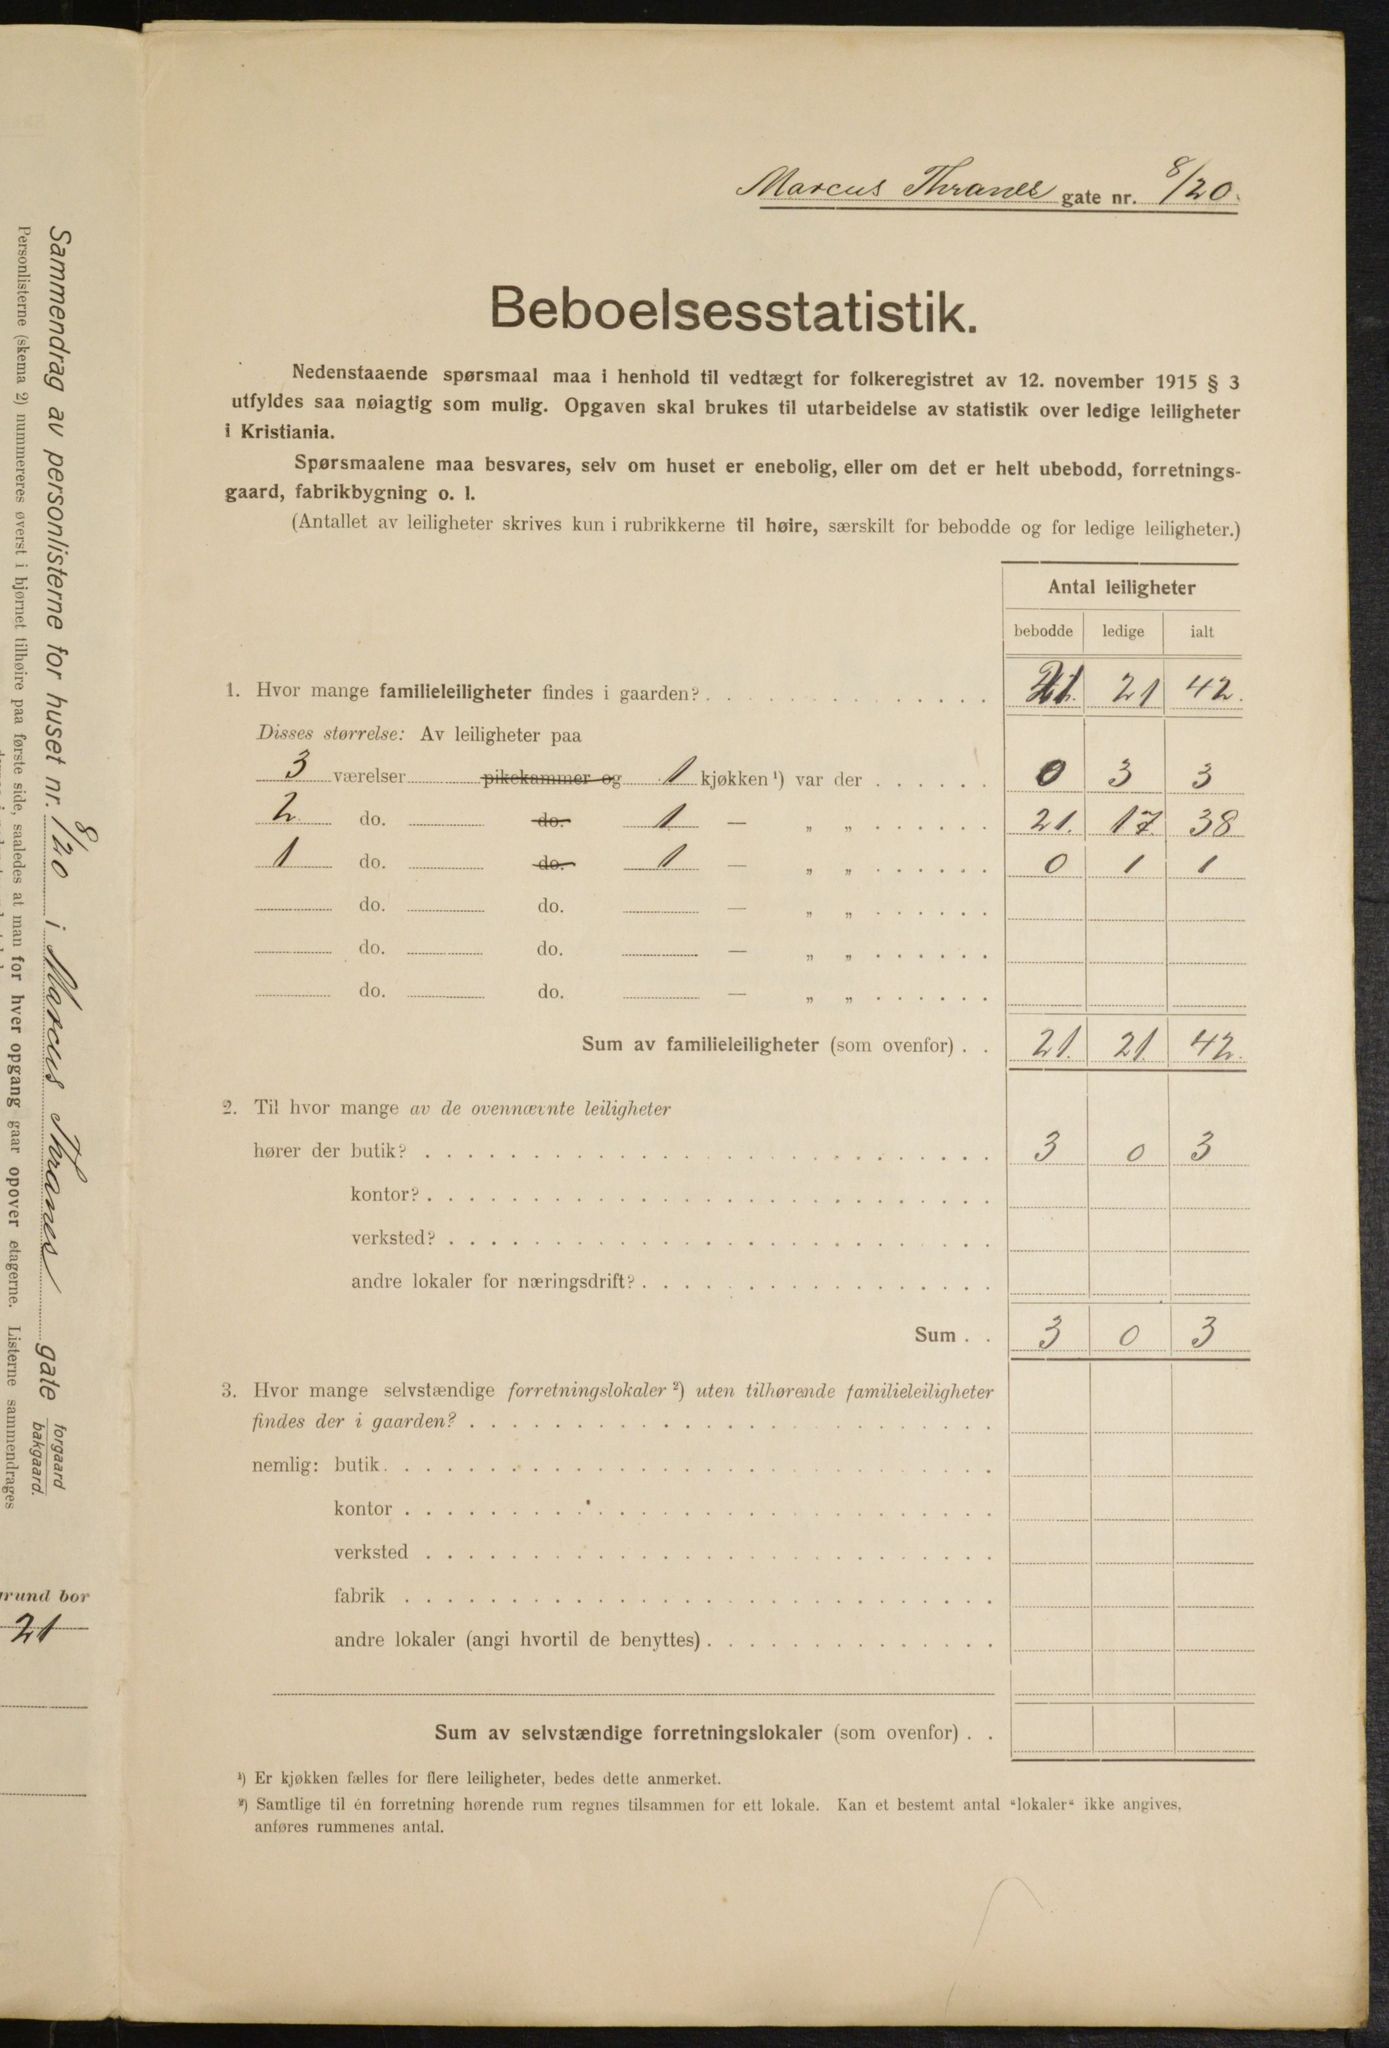 Marcus Thranes gate nr. 8/20.
Beboelsesstatistik.
Nedenstaaende spørsmaal maa i henhold til vedtægt for folkeregistret av 12. november 1915 § 3
utfyldes saa nøiagtig som mulig. Opgaven skal brukes til utarbeidelse av statistik over ledige leiligheter
i Kristiania.
Spørsmaalene maa besvares, selv om huset er enebolig, eller om det er helt ubebodd, forretnings-
gaard, fabrikbygning o. l.
(Antallet av leiligheter skrives kun i rubrikkerne til høire, særskilt for bebodde og for ledige leiligheter.)
Antal leiligheter
bebodde ledige ialt
1. Hvor mange familieleiligheter findes i gaarden? 21. 21 42.
Disses størrelse: Av leiligheter paa
3 værelser pikekammer og 1 kjøkken ¹) var der 0 3 3
2 do. do. 1 — „ „ 21. 17 38
1 do. do. 1 — „ „ 0 1 1
do. do. — „ „
do. do. — „ „
do. do. — „ „
Sum av familieleiligheter (som ovenfor) . . 21. 21. 42.
2. Til hvor mange av de ovennævnte leiligheter
hører der butik? 3 0 3
kontor?
verksted?
andre lokaler for næringsdrift?
Sum . . 3 0 3
3. Hvor mange selvstændige forretningslokaler ²) uten tilhørende familieleiligheter
findes der i gaarden?
nemlig: butik
kontor
verksted
fabrik
andre lokaler (angi hvortil de benyttes)
Sum av selvstændige forretningslokaler (som ovenfor) . .
¹) Er kjøkken fælles for flere leiligheter, bedes dette anmerket.
²) Samtlige til én forretning hørende rum regnes tilsammen for ett lokale. Kan et bestemt antal “lokaler“ ikke angives,
anføres rummenes antal.
Sammendrag av personlisterne for huset nr. 8/20 i Marcus Thranes gate forgaard bakgaard.
Personlisterne (skema 2) nummereres øverst i hjørnet tilhøire paa første side, saaledes at man for hver opgang gaar opover etagerne. Listerne sammendrages
grund bor
21